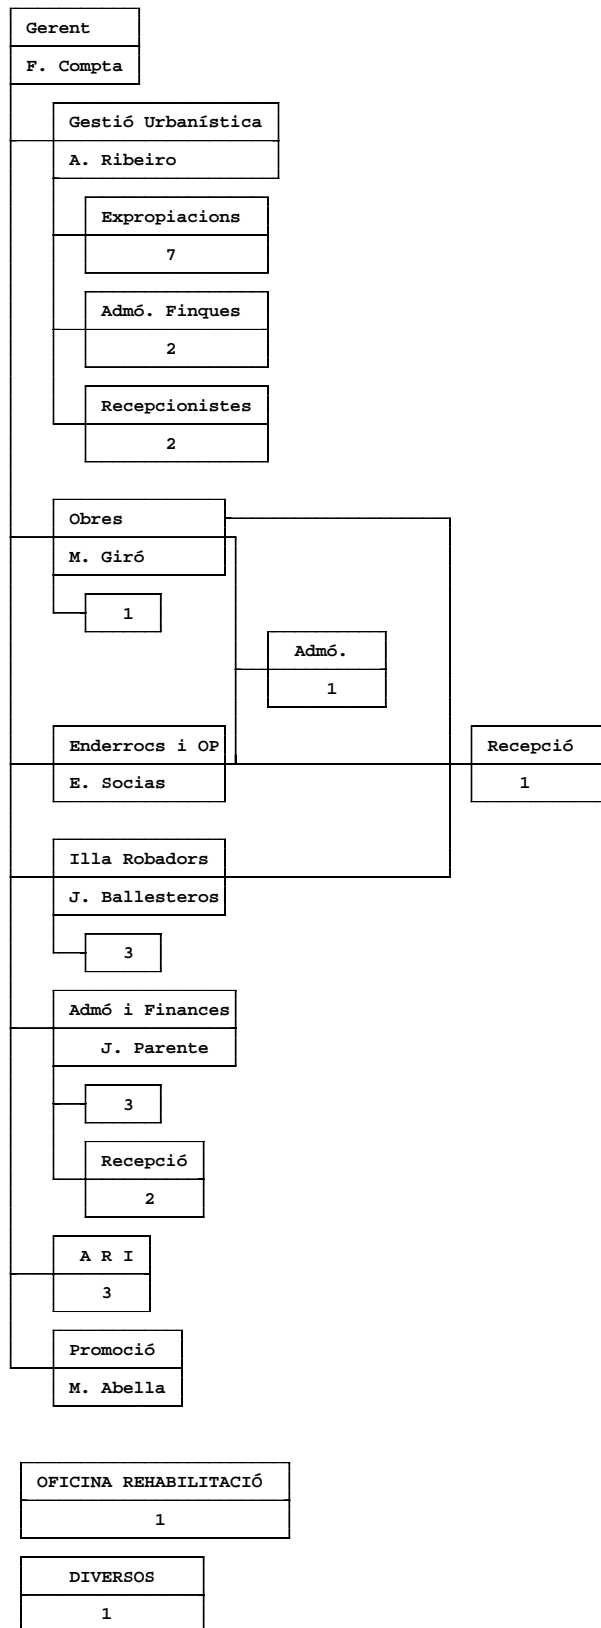 Gerent
F. Compta
Gestió Urbanística
A. Ribeiro
Expropiacions
7
Admó. Finques
2
Recepcionistes
2
Obres
M. Giró
1
Admó.
1
Enderrocs i OP
E. Socias
Recepció
1
Illa Robadors
J. Ballesteros
3
Admó i Finances
J. Parente
3
Recepció
2
A R I
3
Promoció
M. Abella
OFICINA REHABILITACIÓ
1
DIVERSOS
1